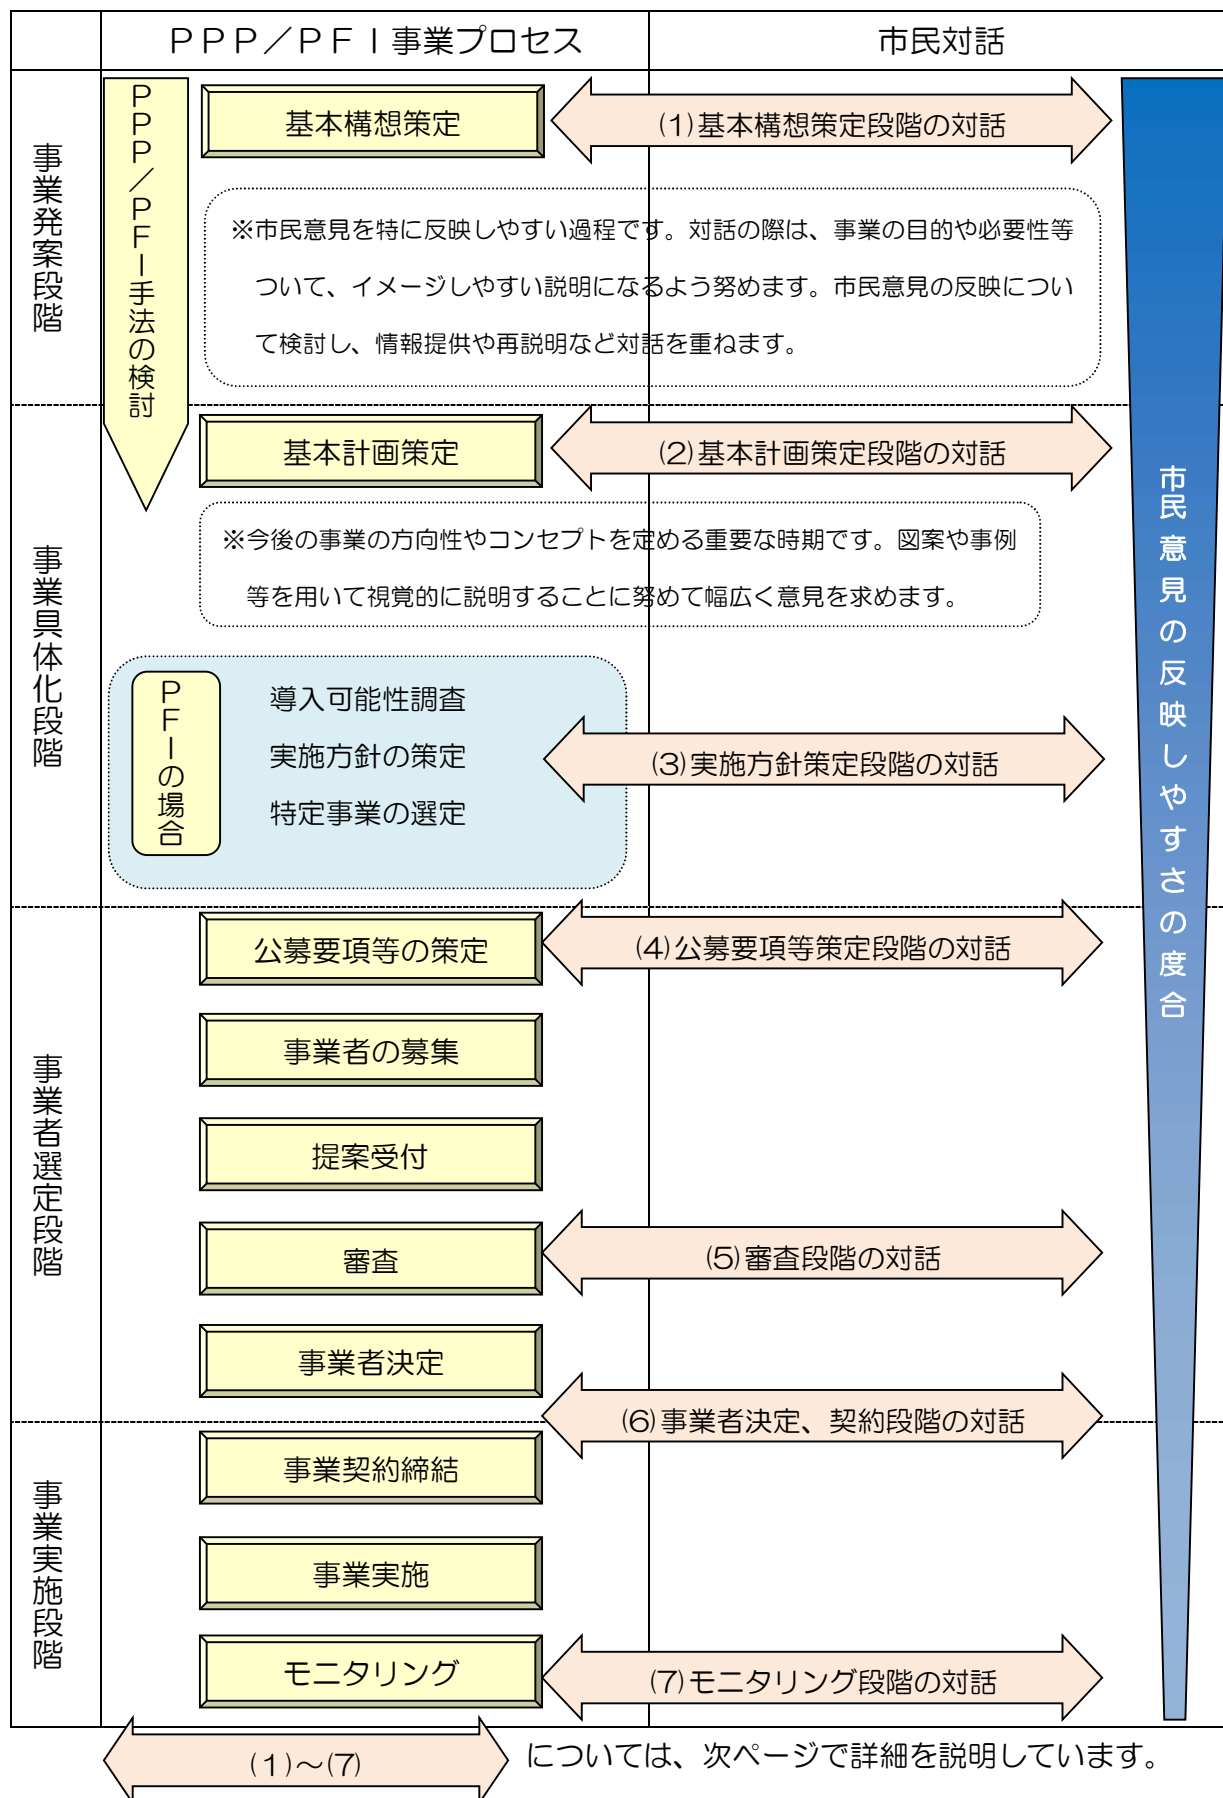 ＰＰＰ／ＰＦＩ事業プロセス
市民対話
事業発案段階
ＰＰＰ／ＰＦＩ手法の検討
基本構想策定
(1)基本構想策定段階の対話
※市民意見を特に反映しやすい過程です。対話の際は、事業の目的や必要性等
ついて、イメージしやすい説明になるよう努めます。市民意見の反映につい
て検討し、情報提供や再説明など対話を重ねます。
市民意見の反映しやすさの度合
事業具体化段階
基本計画策定
(2)基本計画策定段階の対話
※今後の事業の方向性やコンセプトを定める重要な時期です。図案や事例
等を用いて視覚的に説明することに努めて幅広く意見を求めます。
ＰＦＩの場合
導入可能性調査
実施方針の策定
特定事業の選定
(3)実施方針策定段階の対話
事業者選定段階
公募要項等の策定
(4)公募要項等策定段階の対話
事業者の募集
提案受付
審査
(5)審査段階の対話
事業者決定
(6)事業者決定、契約段階の対話
事業実施段階
事業契約締結
事業実施
モニタリング
(7)モニタリング段階の対話
(1)～(7)
については、次ページで詳細を説明しています。